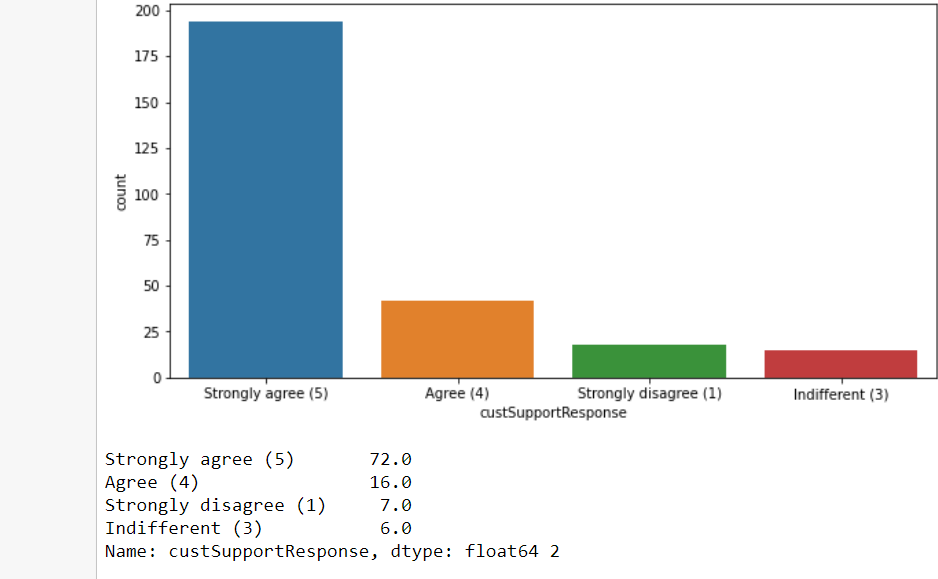 200
175
150
125
100
75
50
25
0
count
Strongly agree (5) Agree (4) Strongly disagree (1) Indifferent (3)
custSupportResponse
Strongly agree (5) 72.0
Agree (4) 16.0
Strongly disagree (1) 7.0
Indifferent (3) 6.0
Name: custSupportResponse, dtype: float64 2